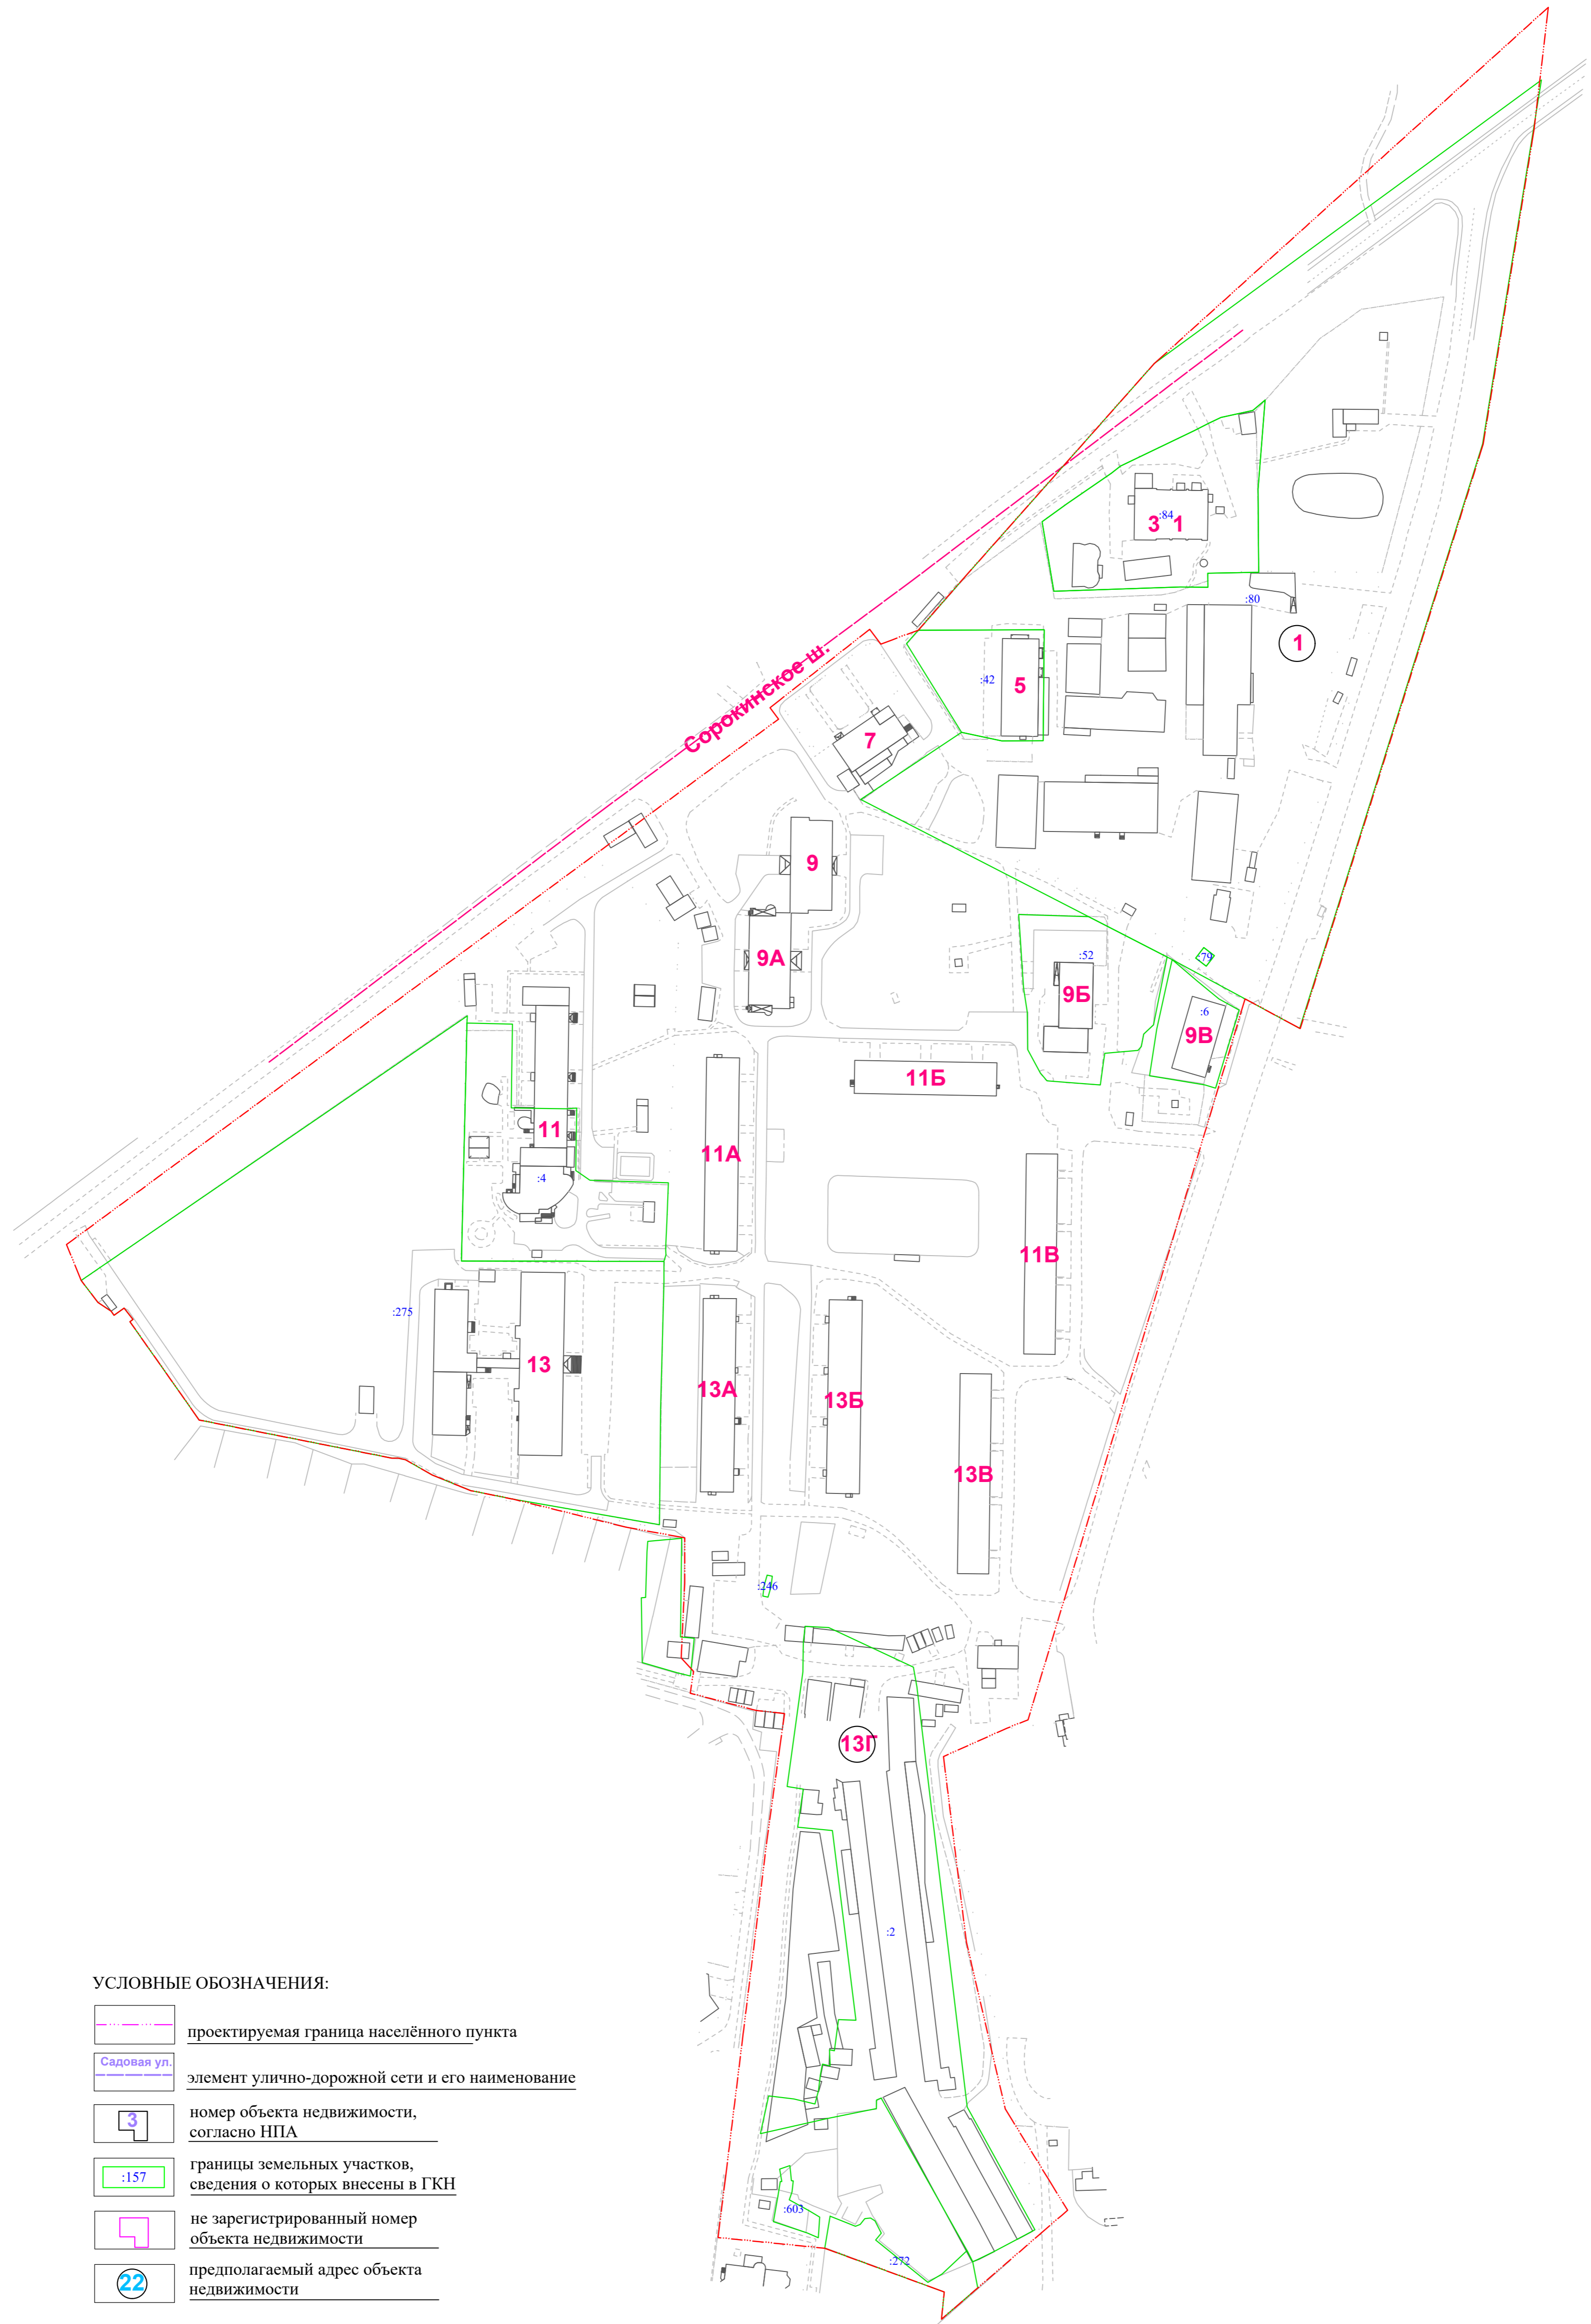 :84
3 1
:80
1
Сорокинское ш.
:42
5
7
9
9А
:52
:79
9Б
:6
9В
11Б
11
11А
:4
11В
:275
13
13А
13Б
13В
:246
13Г
:2
:603
:272
УСЛОВНЫЕ ОБОЗНАЧЕНИЯ:
проектируемая граница населённого пункта
Садовая ул.
элемент улично-дорожной сети и его наименование
3
номер объекта недвижимости,
согласно НПА
:157
границы земельных участков,
сведения о которых внесены в ГКН
не зарегистрированный номер
объекта недвижимости
22
предполагаемый адрес объекта
недвижимости